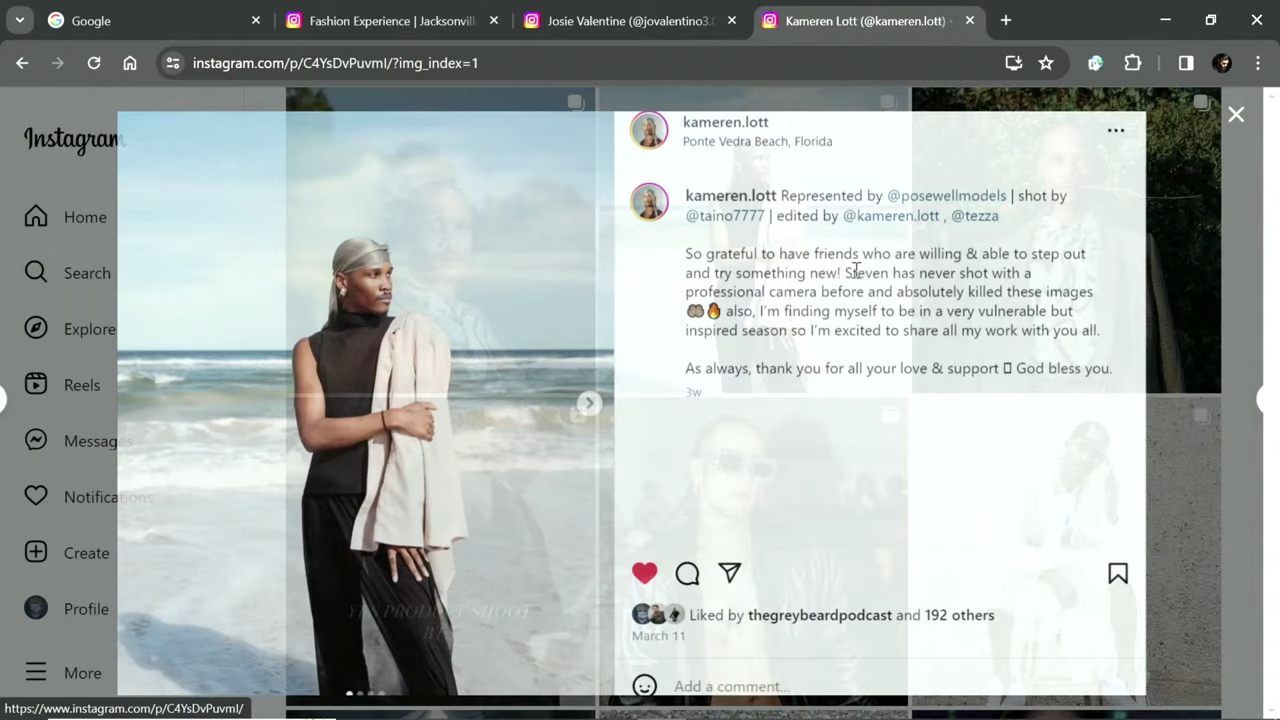 Google
Fashion Experience | Jacksonvill
Josie Valentine (@jovalentino3.0
Kameren Lott (@kameren.lott) •
instagram.com/p/C4YsDvPuvmI/?img_index=1
Instagram
Home
Search
Explore
Reels
Messages
Notifications
Create
Profile
More
kameren.lott
Ponte Vedra Beach, Florida
kameren.lott Represented by @posewellmodels | shot by
@taino7777 | edited by @kameren.lott , @tezza
So grateful to have friends who are willing & able to step out
and try something new! Steven has never shot with a
professional camera before and absolutely killed these images
🤲🏾🔥 also, I'm finding myself to be in a very vulnerable but
inspired season so I'm excited to share all my work with you all.
As always, thank you for all your love & support God bless you.
3w
Liked by thegreybeardpodcast and 192 others
March 11
Add a comment...
PRODUCT SHOOT
https://www.instagram.com/p/C4YsDvPuvmI/